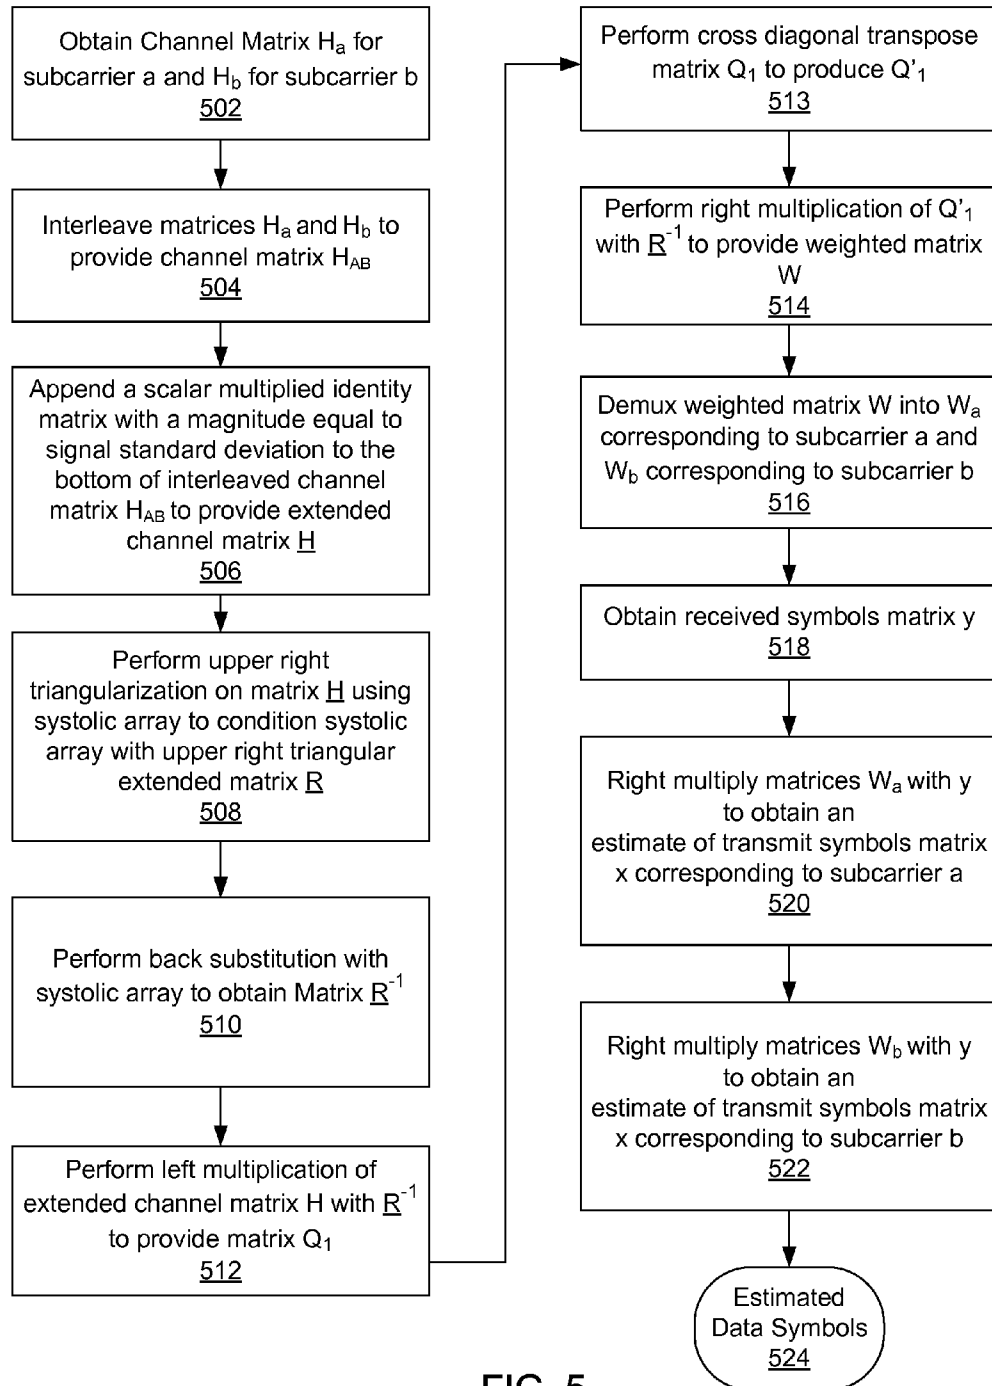 Obtain Channel Matrix Ha for
subcarrier a and Hb for subcarrier b
502
Interleave matrices Ha and Hb to
provide channel matrix HAB
504
Append a scalar multiplied identity
matrix with a magnitude equal to
signal standard deviation to the
bottom of interleaved channel
matrix HAB to provide extended
channel matrix H
506
Perform upper right
triangularization on matrix H using
systolic array to condition systolic
array with upper right triangular
extended matrix R
508
Perform back substitution with
systolic array to obtain Matrix R-1
510
Perform left multiplication of
extended channel matrix H with R-1
to provide matrix Q1
512
Perform cross diagonal transpose
matrix Q1 to produce Q'1
513
Perform right multiplication of Q'1
with R-1 to provide weighted matrix
W
514
Demux weighted matrix W into Wa
corresponding to subcarrier a and
Wb corresponding to subcarrier b
516
Obtain received symbols matrix y
518
Right multiply matrices Wa with y
to obtain an
estimate of transmit symbols matrix
x corresponding to subcarrier a
520
Right multiply matrices Wb with y
to obtain an
estimate of transmit symbols matrix
x corresponding to subcarrier b
522
Estimated
Data Symbols
524
FIG. 5